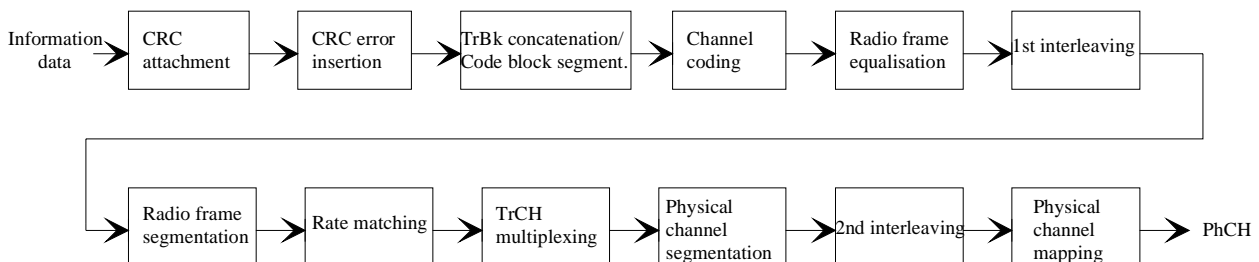 Information
data
CRC
attachment
CRC error
insertion
TrBk concatenation/
Code block segment.
Channel
coding
Radio frame
equalisation
1st interleaving
Radio frame
segmentation
Rate matching
TrCH
multiplexing
Physical
channel
segmentation
2nd interleaving
Physical
channel
mapping
PhCH